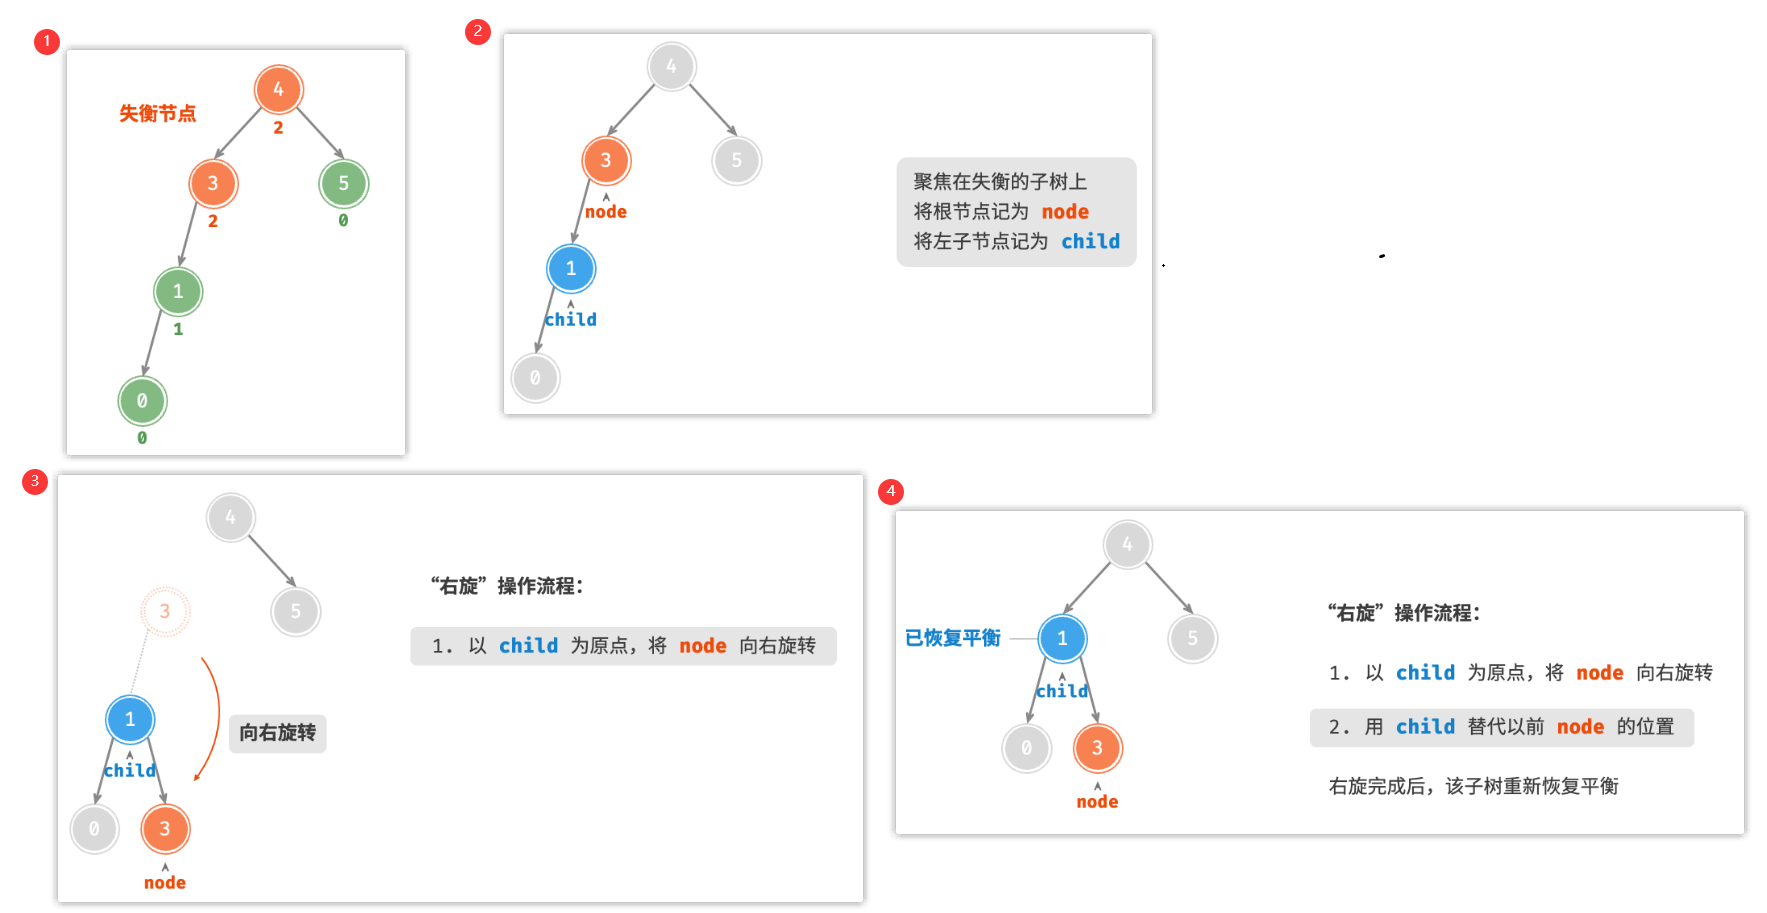 1
4
失衡节点
2
3
5
2
0
1
1
0
0
2
4
3
5
node
聚焦在失衡的子树上
将根节点记为 node
将左子节点记为 child
1
child
0
3
4
3
5
“右旋”操作流程：
1. 以 child 为原点，将 node 向右旋转
1
向右旋转
child
0
3
node
4
4
“右旋”操作流程：
已恢复平衡
1
5
1. 以 child 为原点，将 node 向右旋转
child
2. 用 child 替代以前 node 的位置
0
3
右旋完成后，该子树重新恢复平衡
node